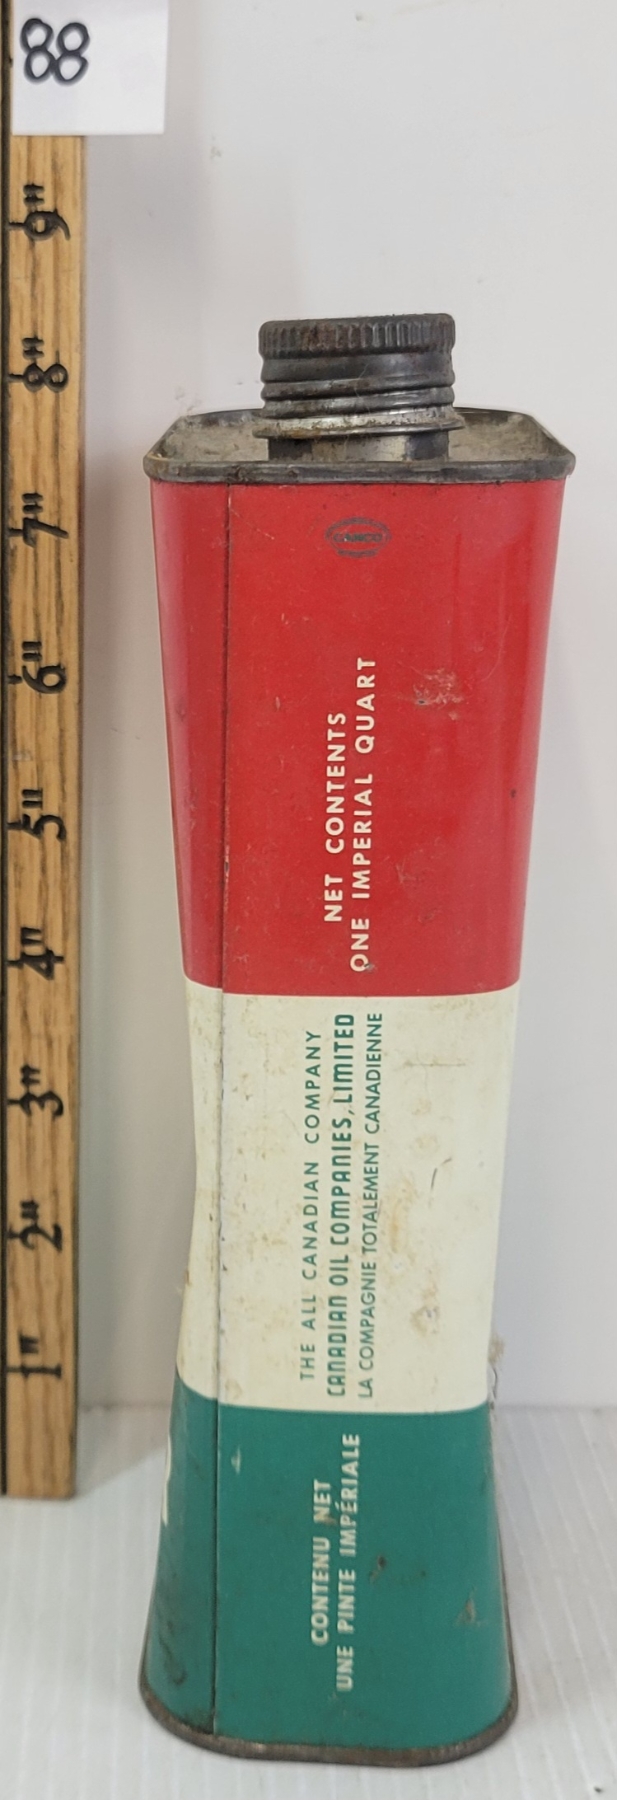 88
9"
8"
7"
6"
5"
4"
3"
2"
1"
NET CONTENTS
ONE IMPERIAL QUART
THE ALL CANADIAN COMPANY
CANADIAN OIL COMPANIES, LIMITED
LA COMPAGNIE TOTALEMENT CANADIENNE
CONTENU NET
UNE PINTE IMPÉRIALE